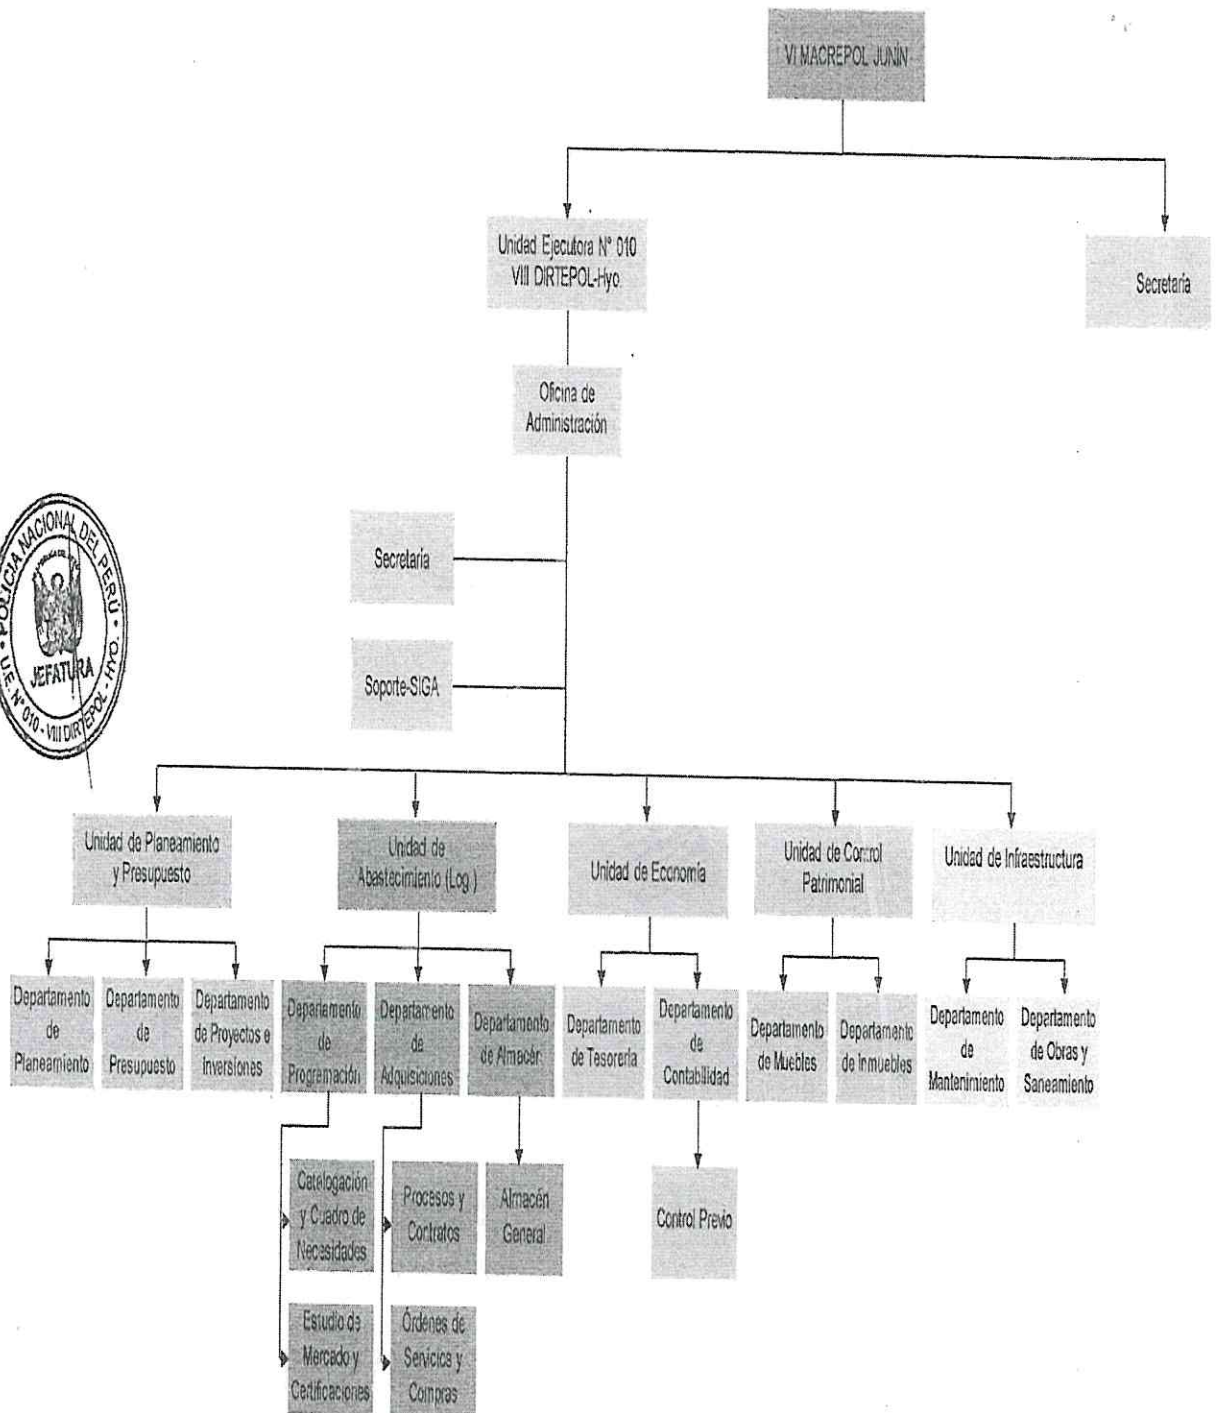 VI MACREPOL JUNÍN
Unidad Ejecutora N° 010
VIII DIRTEPOL-Hyo.
Secretaria
Oficina de
Administración
Secretaria
Soporte-SIGA
POLICIA NACIONAL DEL PERÚ
REPUBLICA DEL
JEFATURA
U.E. N° 010 - VIII DIRTEPOL - HYO.
Unidad de Planeamiento
y Presupuesto
Unidad de
Abastecimiento (Log.)
Unidad de Economía
Unidad de Control
Patrimonial
Unidad de Infraestructura
Departamento
de
Planeamiento
Departamento
de
Presupuesto
Departamento
de Proyectos e
Inversiones
Departamento
de
Programación
Departamento
de
Adquisiciones
Departamento
de Almacén
Departamento
de Tesorería
Departamento
de
Contabilidad
Departamento
de Muebles
Departamento
de Inmuebles
Departamento
de
Mantenimiento
Departamento
de Obras y
Saneamiento
Catalogación
y Cuadro de
Necesidades
Procesos y
Contratos
Almacén
General
Control Previo
Estudio de
Mercado y
Certificaciones
Órdenes de
Servicios y
Compras